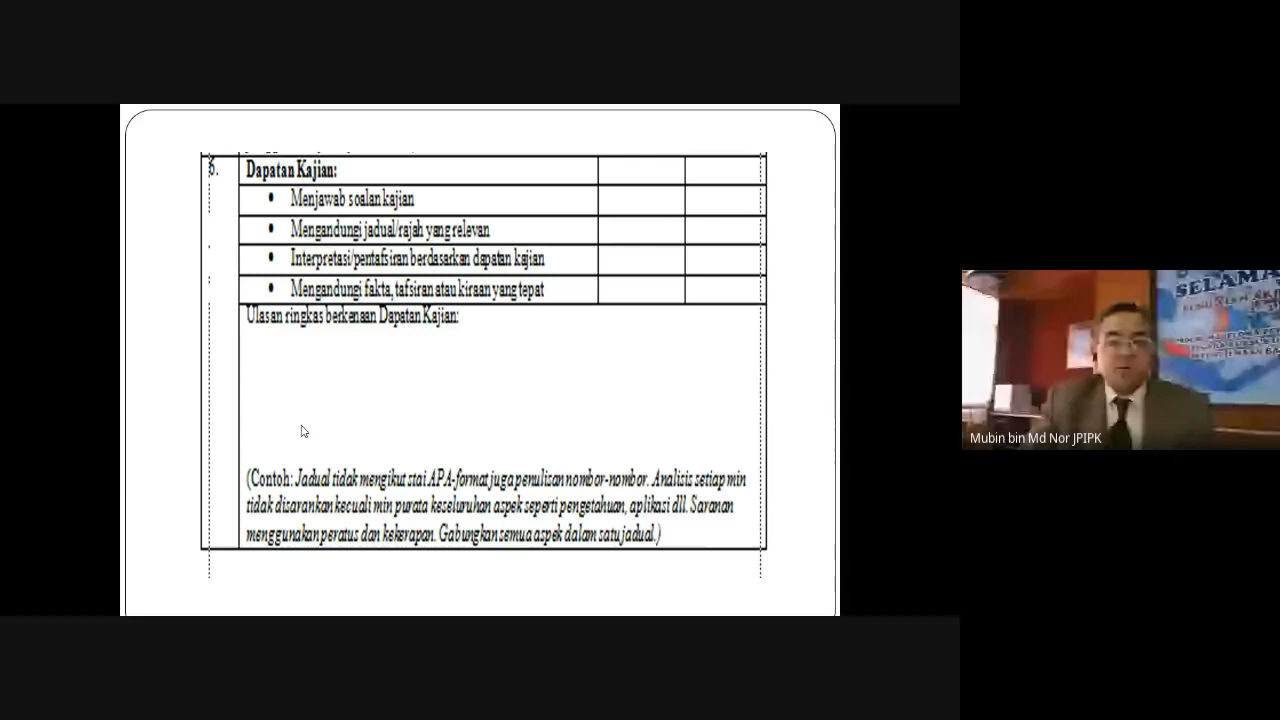 6.
Dapatan Kajian:
• Menjawab soalan kajian
• Mengandungi jadual/rajah yang relevan
• Interpretasi/pentafsiran berdasarkan dapatan kajian
• Mengandungi fakta, tafsiran atau kiraan yang tepat
Ulasan ringkas berkenaan Dapatan Kajian:
(Contoh: Jadual tidak mengikut stai APA-format juga penulisan nombor-nombor. Analisis setiap min
tidak disarankan kecuali min purata keseluruhan aspek seperti pengetahuan, aplikasi dll. Saranan
menggunakan peratus dan kekerapan. Gabungkan semua aspek dalam satu jadual.)
SELAMA
Mubin bin Md Nor JPIPK